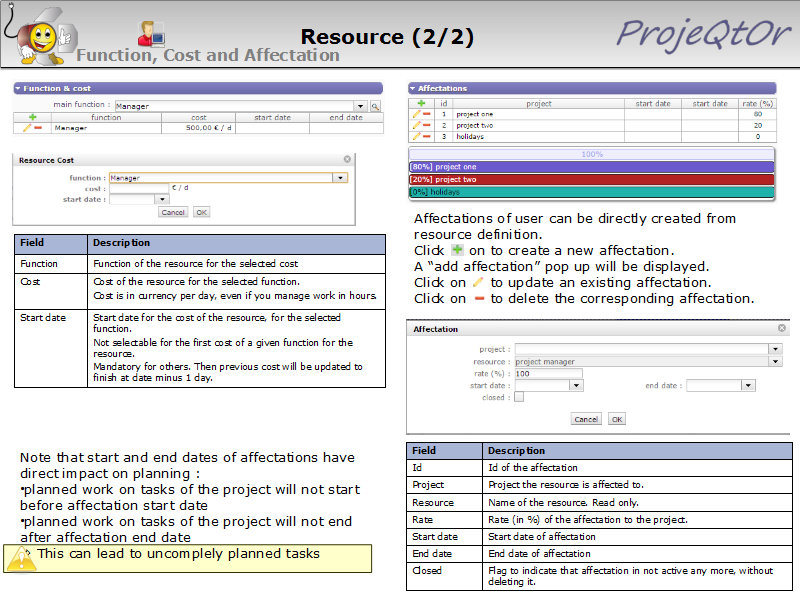 Resource (2/2)
ProjeQtOr
Function, Cost and Affectation
Function & cost
main function : Manager
function cost start date end date
Manager 500,00 € / d
Resource Cost
function : Manager
cost : € / d
start date :
Cancel OK
Field Description
Function Function of the resource for the selected cost
Cost Cost of the resource for the selected function.
Cost is in currency per day, even if you manage work in hours.
Start date Start date for the cost of the resource, for the selected
function.
Not selectable for the first cost of a given function for the
resource.
Mandatory for others. Then previous cost will be updated to
finish at date minus 1 day.
Note that start and end dates of affectations have
direct impact on planning :
•planned work on tasks of the project will not start
before affectation start date
•planned work on tasks of the project will not end
after affectation end date
This can lead to uncomplely planned tasks
Affectations
id project start date start date rate (%)
1 project one 80
2 project two 20
3 holidays 0
100%
[80%] project one
[20%] project two
[0%] holidays
Affectations of user can be directly created from
resource definition.
Click on to create a new affectation.
A “add affectation” pop up will be displayed.
Click on to update an existing affectation.
Click on to delete the corresponding affectation.
Affectation
project :
resource : project manager
rate (%) : 100
start date : end date :
closed :
Cancel OK
Field Description
Id Id of the affectation
Project Project the resource is affected to.
Resource Name of the resource. Read only.
Rate Rate (in %) of the affectation to the project.
Start date Start date of affectation
End date End date of affectation
Closed Flag to indicate that affectation in not active any more, without
deleting it.